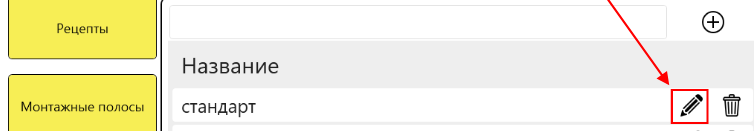 Рецепты
Название
Монтажные полосы
стандарт